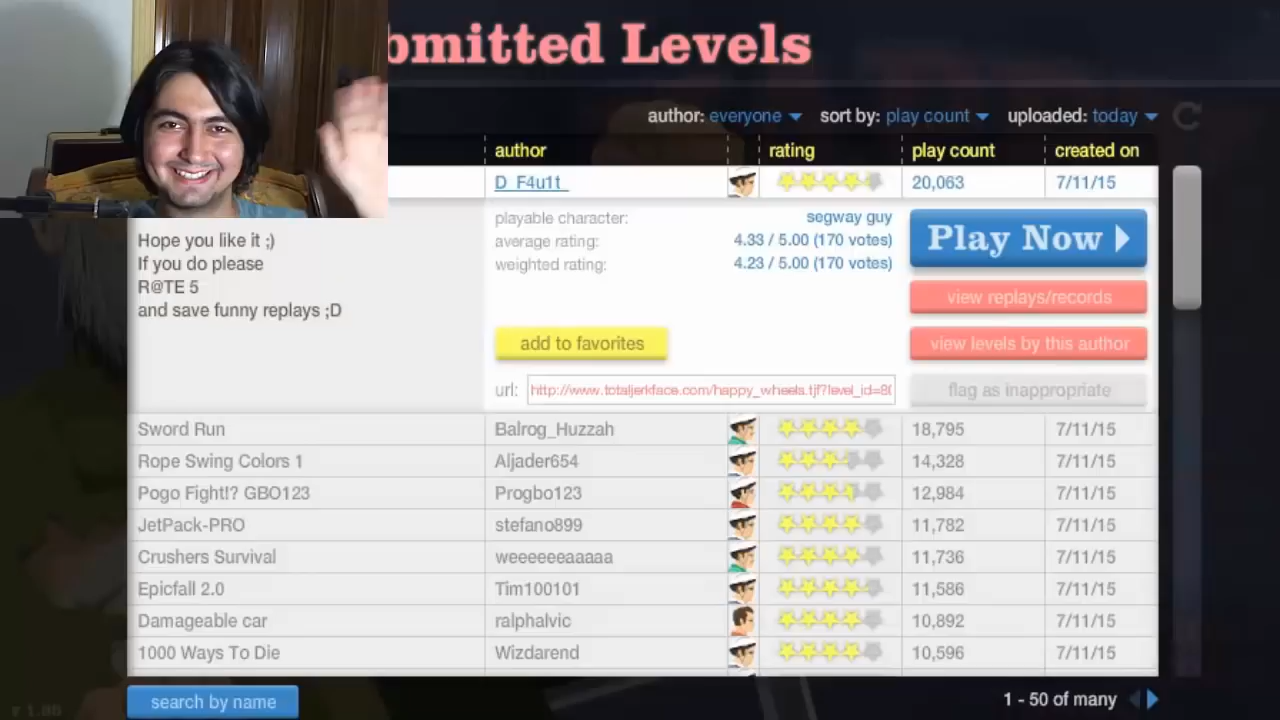 bmitted Levels
author: everyone sort by: play count uploaded: today
author rating play count created on
D_F4u1t_ 20,063 7/11/15
Hope you like it ;)
If you do please
R@TE 5
and save funny replays ;D
playable character: segway guy
average rating: 4.33 / 5.00 (170 votes)
weighted rating: 4.23 / 5.00 (170 votes)
Play Now
view replays/records
add to favorites
view levels by this author
url: http://www.totaljerkface.com/happy_wheels.tjf?level_id=8
flag as inappropriate
Sword Run Balrog_Huzzah 18,795 7/11/15
Rope Swing Colors 1 Aljader654 14,328 7/11/15
Pogo Fight!? GBO123 Progbo123 12,984 7/11/15
JetPack-PRO stefano899 11,782 7/11/15
Crushers Survival weeeeeeaaaaa 11,736 7/11/15
Epicfall 2.0 Tim100101 11,586 7/11/15
Damageable car ralphalvic 10,892 7/11/15
1000 Ways To Die Wizdarend 10,596 7/11/15
search by name
1 - 50 of many